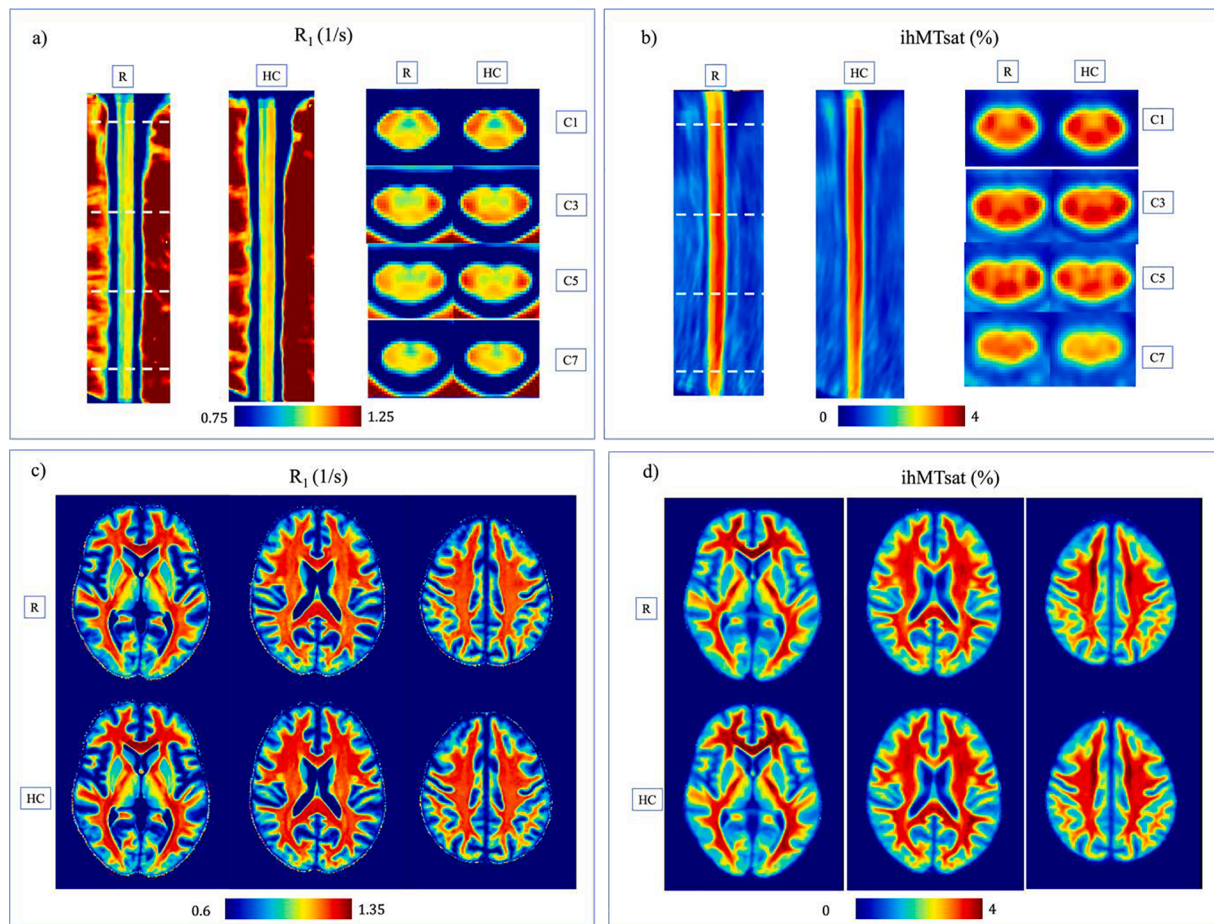 a)
R₁ (1/s)
R
HC
R
HC
C1
C3
C5
C7
0.75
1.25
b)
ihMTsat (%)
R
HC
R
HC
C1
C3
C5
C7
0
4
c)
R₁ (1/s)
R
HC
0.6
1.35
d)
ihMTsat (%)
R
HC
0
4